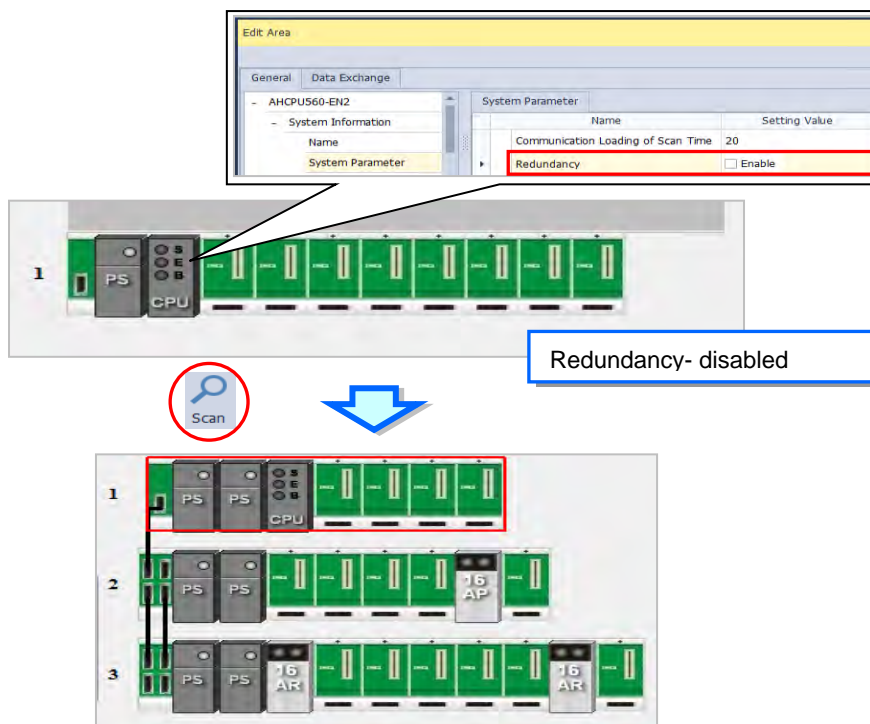 Edit Area
General Data Exchange
- AHCPU560-EN2
- System Information
Name
System Parameter
System Parameter
Name Setting Value
Communication Loading of Scan Time 20
Redundancy Enable
1
PS
S
E
B
CPU
Redundancy- disabled
Scan
1
PS PS
S
E
B
CPU
2
PS PS
16
AP
3
PS PS
16
AR
16
AR